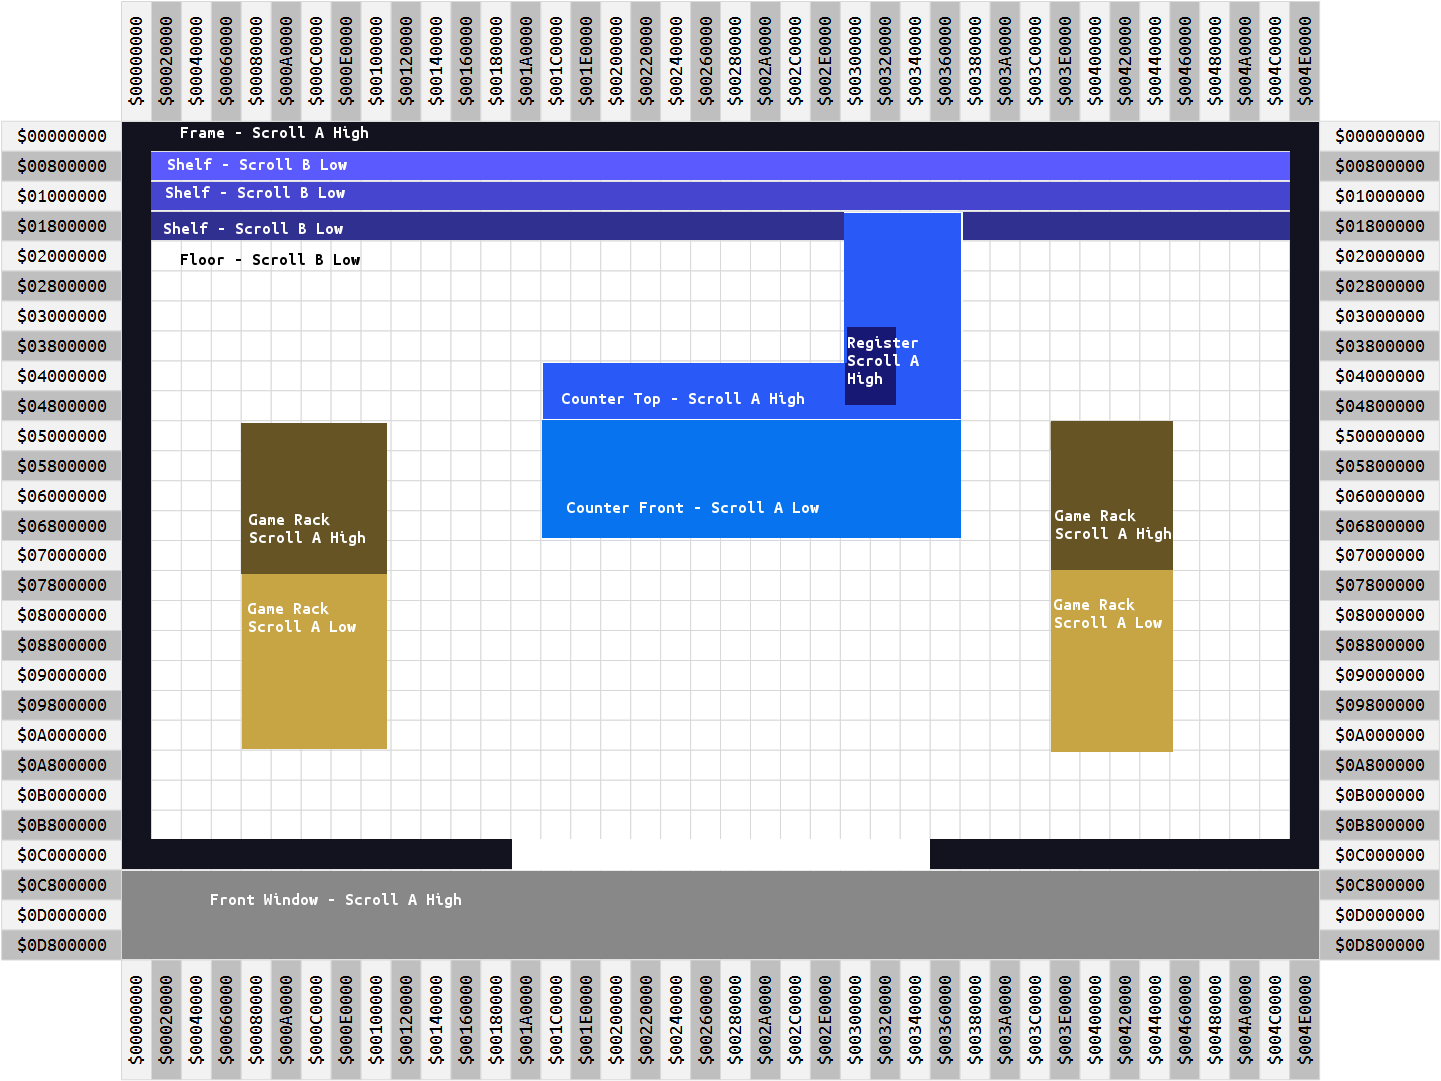 $00000000 $00020000 $00040000 $00060000 $00080000 $000A0000 $000C0000 $000E0000 $00100000 $00120000 $00140000 $00160000 $00180000 $001A0000 $001C0000 $001E0000 $00200000 $00220000 $00240000 $00260000 $00280000 $002A0000 $002C0000 $002E0000 $00300000 $00320000 $00340000 $00360000 $00380000 $003A0000 $003C0000 $003E0000 $00400000 $00420000 $00440000 $00460000 $00480000 $004A0000 $004C0000 $004E0000
$00000000 Frame - Scroll A High $00000000
$00800000 Shelf - Scroll B Low $00800000
$01000000 Shelf - Scroll B Low $01000000
$01800000 Shelf - Scroll B Low $01800000
$02000000 Floor - Scroll B Low $02000000
$02800000 $02800000
$03000000 $03000000
$03800000 Register $03800000
Scroll A
$04000000 High $04000000
$04800000 Counter Top - Scroll A High $04800000
$05000000 $50000000
$05800000 $05800000
$06000000 $06000000
Counter Front - Scroll A Low
$06800000 Game Rack Game Rack $06800000
Scroll A High Scroll A High
$07000000 $07000000
$07800000 $07800000
$08000000 Game Rack Game Rack $08000000
Scroll A Low Scroll A Low
$08800000 $08800000
$09000000 $09000000
$09800000 $09800000
$0A000000 $0A000000
$0A800000 $0A800000
$0B000000 $0B000000
$0B800000 $0B800000
$0C000000 $0C000000
$0C800000 $0C800000
Front Window - Scroll A High
$0D000000 $0D000000
$0D800000 $0D800000
$00000000 $00020000 $00040000 $00060000 $00080000 $000A0000 $000C0000 $000E0000 $00100000 $00120000 $00140000 $00160000 $00180000 $001A0000 $001C0000 $001E0000 $00200000 $00220000 $00240000 $00260000 $00280000 $002A0000 $002C0000 $002E0000 $00300000 $00320000 $00340000 $00360000 $00380000 $003A0000 $003C0000 $003E0000 $00400000 $00420000 $00440000 $00460000 $00480000 $004A0000 $004C0000 $004E0000